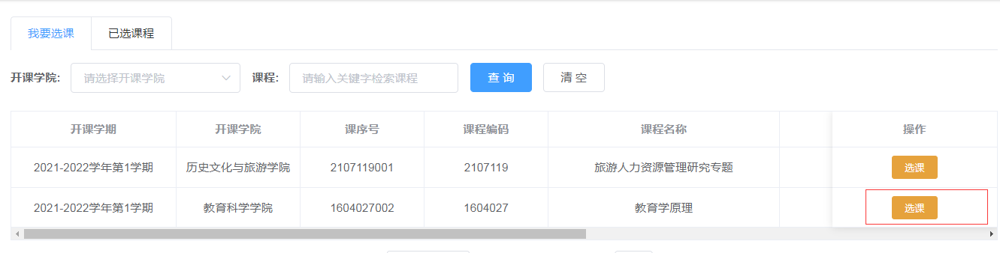 我要选课 已选课程
开课学院: 请选择开课学院 课程: 请输入关键字检索课程 查 询 清 空
开课学期 开课学院 课序号 课程编码 课程名称 操作
2021-2022学年第1学期 历史文化与旅游学院 2107119001 2107119 旅游人力资源管理研究专题 选课
2021-2022学年第1学期 教育科学学院 1604027002 1604027 教育学原理 选课